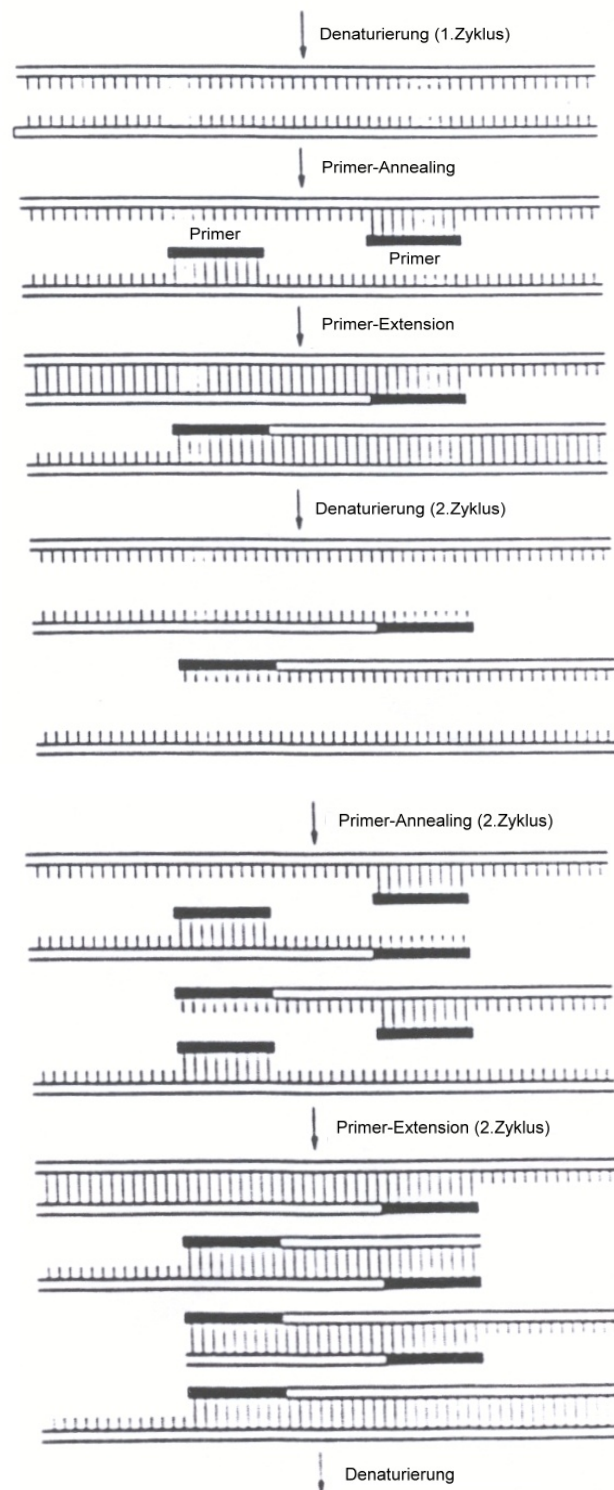 Denaturierung (1.Zyklus)
Primer-Annealing
Primer
Primer
Primer-Extension
Denaturierung (2.Zyklus)
Primer-Annealing (2.Zyklus)
Primer-Extension (2.Zyklus)
Denaturierung